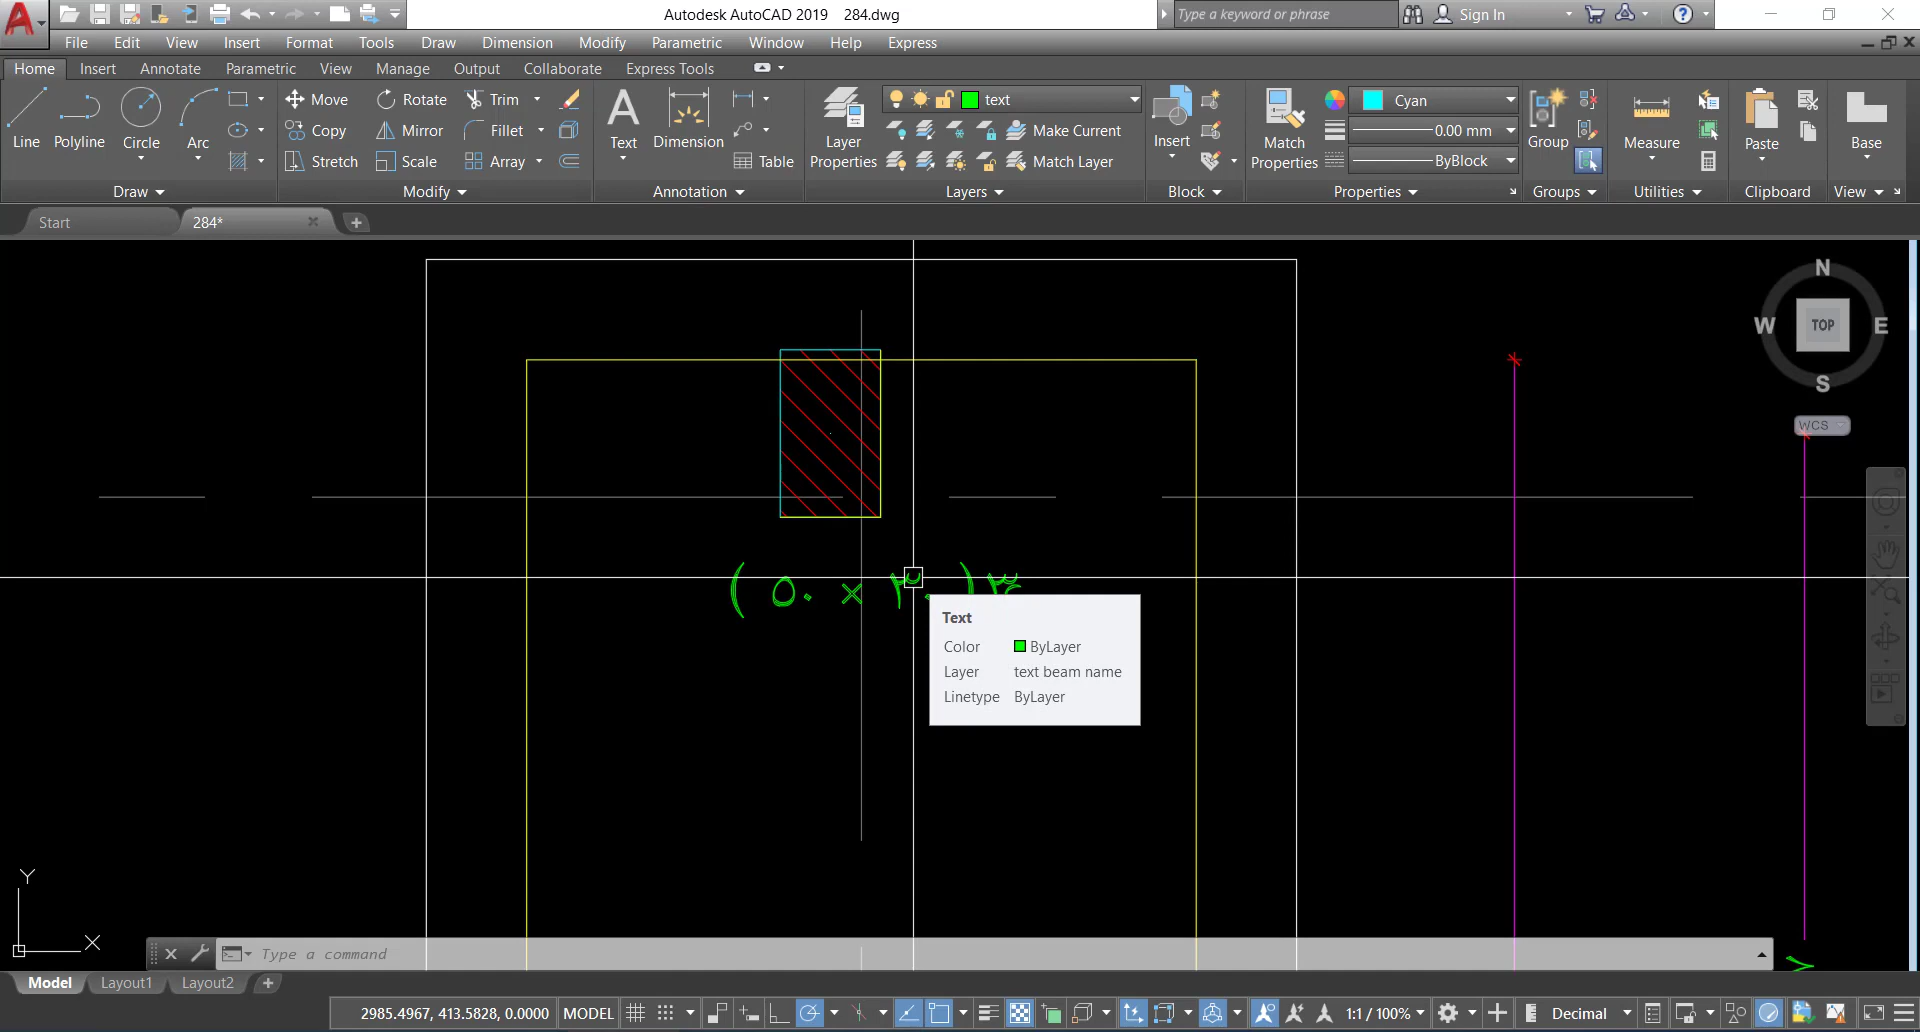 Autodesk AutoCAD 2019 284.dwg
Type a keyword or phrase
Sign In
File Edit View Insert Format Tools Draw Dimension Modify Parametric Window Help Express
Home Insert Annotate Parametric View Manage Output Collaborate Express Tools
Line Polyline Circle Arc
Move Rotate Trim
Copy Mirror Fillet
Stretch Scale Array
Text Dimension Table
Layer Properties
text
Make Current
Match Layer
Insert
Match Properties
Cyan
0.00 mm
ByBlock
Group
Measure
Paste
Base
Draw Modify Annotation Layers Block Properties Groups Utilities Clipboard View
Start 284*
N
W TOP E
S
WCS
Text
Color ByLayer
Layer text beam name
Linetype ByLayer
Y
X
Type a command
Model Layout1 Layout2
2985.4967, 413.5828, 0.0000 MODEL 1:1 / 100% Decimal